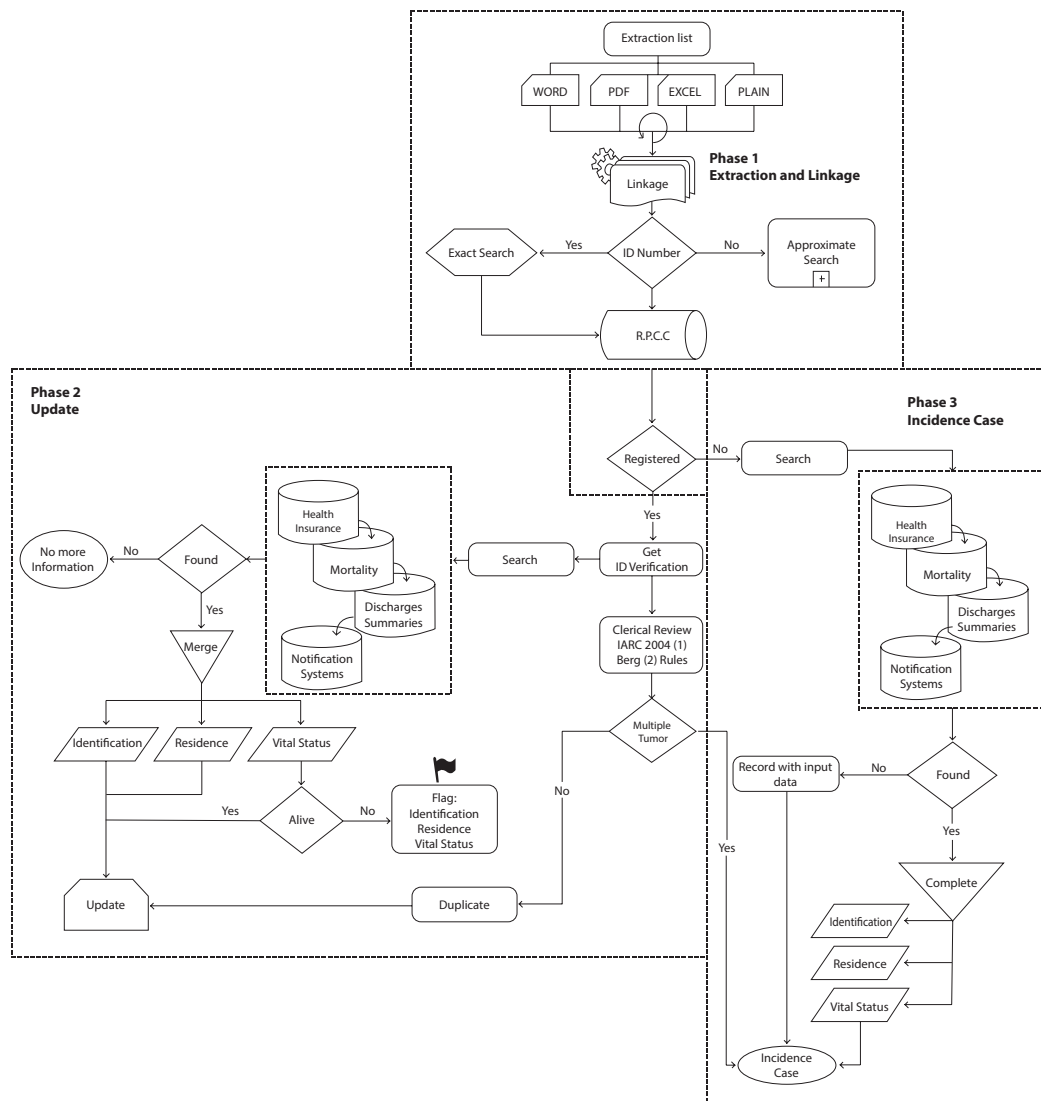 Extraction list
WORD
PDF
EXCEL
PLAIN
Phase 1
Extraction and Linkage
Linkage
Exact Search
Yes
ID Number
No
Approximate
Search
+
R.P.C.C
Phase 2
Update
Phase 3
Incidence Case
Registered
No
Search
Yes
Health
Insurance
Mortality
Discharges
Summaries
Notification
Systems
No more
Information
No
Found
Search
Get
ID Verification
Yes
Merge
Clerical Review
IARC 2004 (1)
Berg (2) Rules
Identification
Residence
Vital Status
Multiple
Tumor
Yes
Alive
No
Flag:
Identification
Residence
Vital Status
No
Yes
Update
Duplicate
Health
Insurance
Mortality
Discharges
Summaries
Notification
Systems
Record with input
data
No
Found
Yes
Complete
Identification
Residence
Vital Status
Incidence
Case